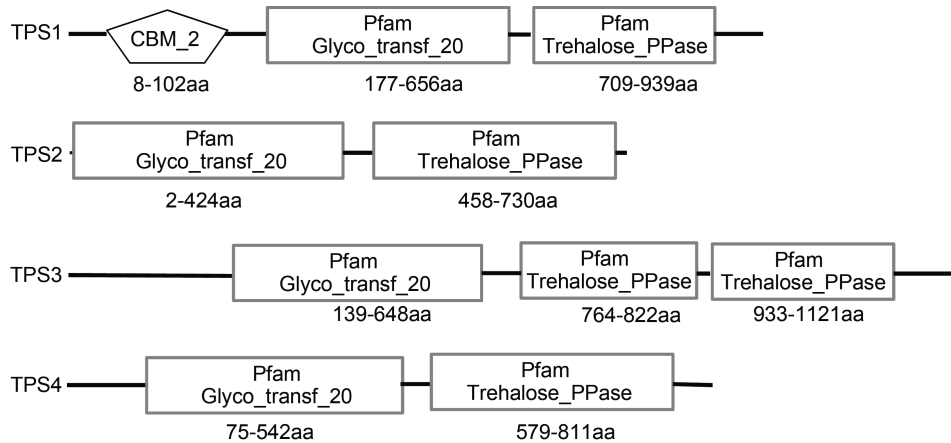 TPS1
CBM_2
Pfam
Glyco_transf_20
Pfam
Trehalose_PPase
8-102aa
177-656aa
709-939aa
TPS2
Pfam
Glyco_transf_20
Pfam
Trehalose_PPase
2-424aa
458-730aa
TPS3
Pfam
Glyco_transf_20
Pfam
Trehalose_PPase
Pfam
Trehalose_PPase
139-648aa
764-822aa
933-1121aa
TPS4
Pfam
Glyco_transf_20
Pfam
Trehalose_PPase
75-542aa
579-811aa